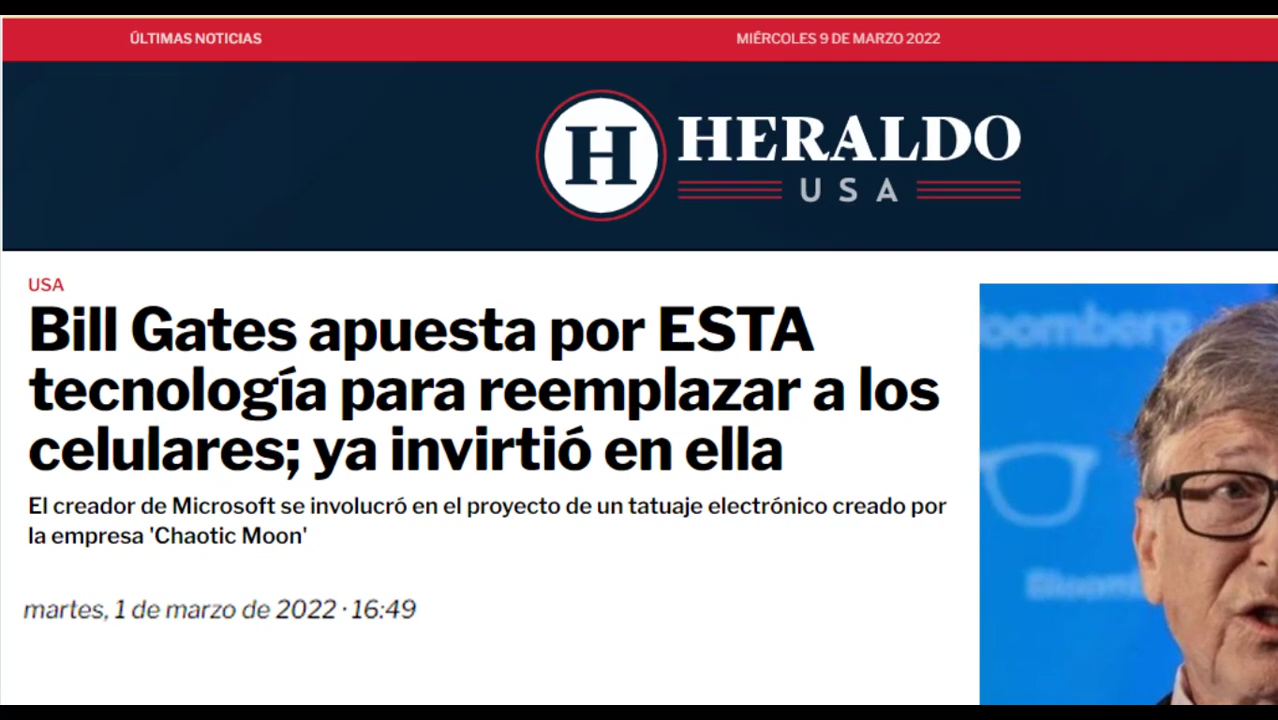 ÚLTIMAS NOTICIAS
MIÉRCOLES 9 DE MARZO 2022
H HERALDO
USA
USA
Bill Gates apuesta por ESTA
tecnología para reemplazar a los
celulares; ya invirtió en ella
El creador de Microsoft se involucró en el proyecto de un tatuaje electrónico creado por
la empresa 'Chaotic Moon'
martes, 1 de marzo de 2022 · 16:49
oomberg
Bloom